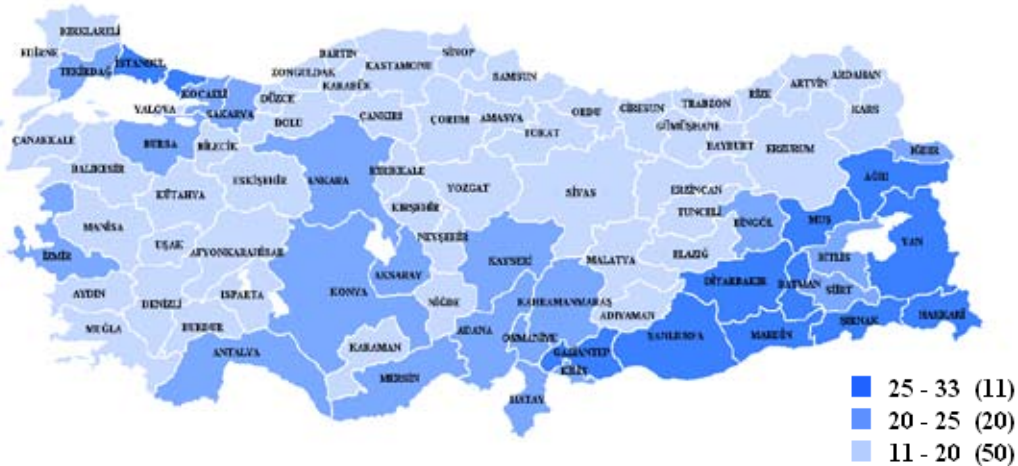 KIRKLARELİ
EDİRNE
TEKİRDAĞ
İSTANBUL
KOCAELİ
YALOVA
SAKARYA
DÜZCE
ZONGULDAK
BARTIN
KARABÜK
KASTAMONU
SİNOP
SAMSUN
BOLU
ÇANKIRI
ÇORUM
AMASYA
TOKAT
ORDU
GİRESUN
TRABZON
GÜMÜŞHANE
BAYBURT
RİZE
ARTVİN
ARDAHAN
KARS
ERZURUM
IĞDIR
AĞRI
ÇANAKKALE
BALIKESİR
BURSA
BİLECİK
KÜTAHYA
ESKİŞEHİR
ANKARA
KIRIKKALE
KIRŞEHİR
YOZGAT
SİVAS
ERZİNCAN
TUNCELİ
BİNGÖL
MUŞ
VAN
BİTLİS
SİİRT
BATMAN
DİYARBAKIR
ELAZIĞ
MALATYA
MANİSA
İZMİR
UŞAK
AFYONKARAHİSAR
AYDIN
DENİZLİ
ISPARTA
BURDUR
MUĞLA
ANTALYA
KONYA
AKSARAY
NEVŞEHİR
NİĞDE
KAYSERİ
KAHRAMANMARAŞ
ADIYAMAN
KARAMAN
MERSİN
ADANA
OSMANİYE
GAZİANTEP
KİLİS
HATAY
ŞANLIURFA
MARDİN
ŞIRNAK
HAKKARİ
25 - 33 (11)
20 - 25 (20)
11 - 20 (50)